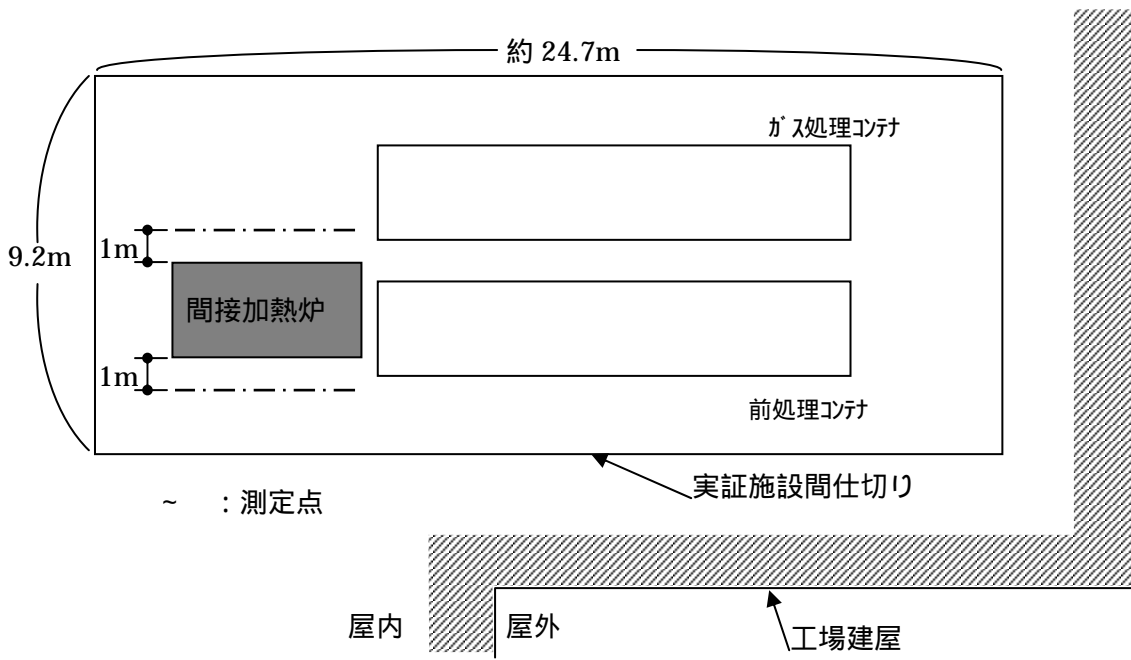 約 24.7m
ガス処理コンテナ
9.2m
1m
間接加熱炉
1m
前処理コンテナ
実証施設間仕切り
~ : 測定点
屋内
屋外
工場建屋